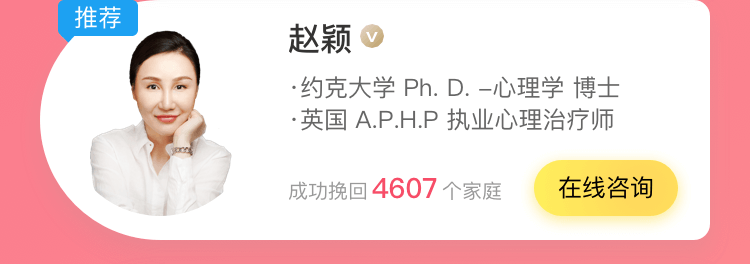 推荐
赵颖 V
·约克大学 Ph. D. -心理学 博士
·英国 A.P.H.P 执业心理治疗师
成功挽回 4607 个家庭 在线咨询